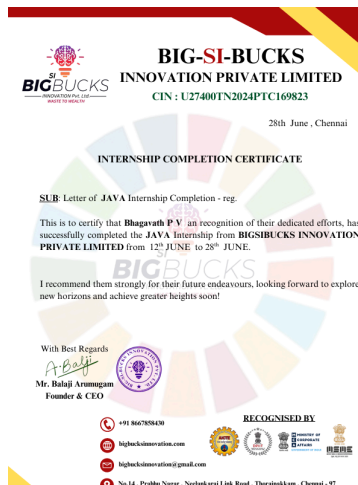 BIG-SI-BUCKS
INNOVATION PRIVATE LIMITED
CIN : U27400TN2024PTC169823
SI
BIGBUCKS
INNOVATION Pvt. Ltd
WASTE TO HEALTH
28th June , Chennai
INTERNSHIP COMPLETION CERTIFICATE
SUB: Letter of JAVA Internship Completion - reg.
This is to certify that Bhagavath P V an recognition of their dedicated efforts, has
successfully completed the JAVA Internship from BIGSIBUCKS INNOVATION
PRIVATE LIMITED from 12th JUNE to 28th JUNE.
SI
BIGBUCKS
I recommend them strongly for their future endeavours, looking forward to explore
new horizons and achieve greater heights soon!
With Best Regards
A. Balji
Mr. Balaji Arumugam
Founder & CEO
RECOGNISED BY
+91 8667858430
bigbucksinnovation.com
bigbucksinnovation@gmail.com
MINISTRY OF
CORPORATE
AFFAIRS
No.14 , Prabhu Nagar , Neelankarai Link Road , Thoraipakkam , Chennai - 97